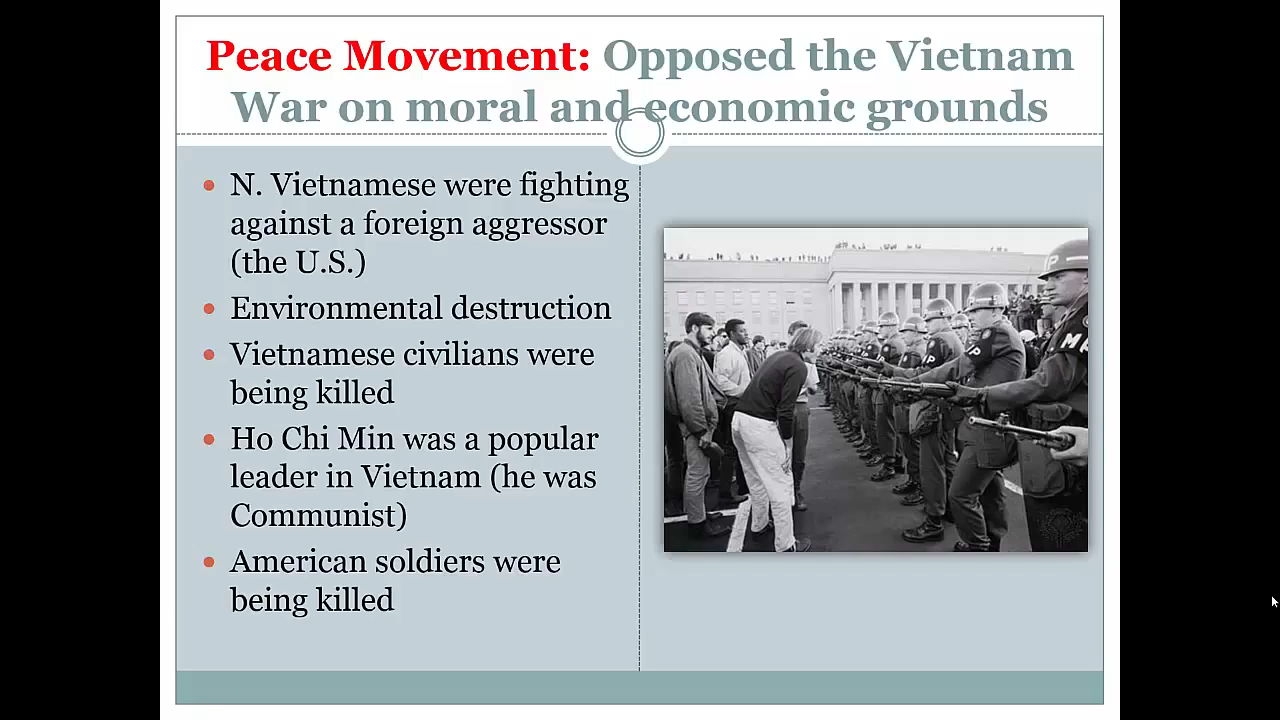 Peace Movement: Opposed the Vietnam
War on moral and economic grounds
• N. Vietnamese were fighting
against a foreign aggressor
(the U.S.)
• Environmental destruction
• Vietnamese civilians were
being killed
• Ho Chi Min was a popular
leader in Vietnam (he was
Communist)
• American soldiers were
being killed
MP
MP